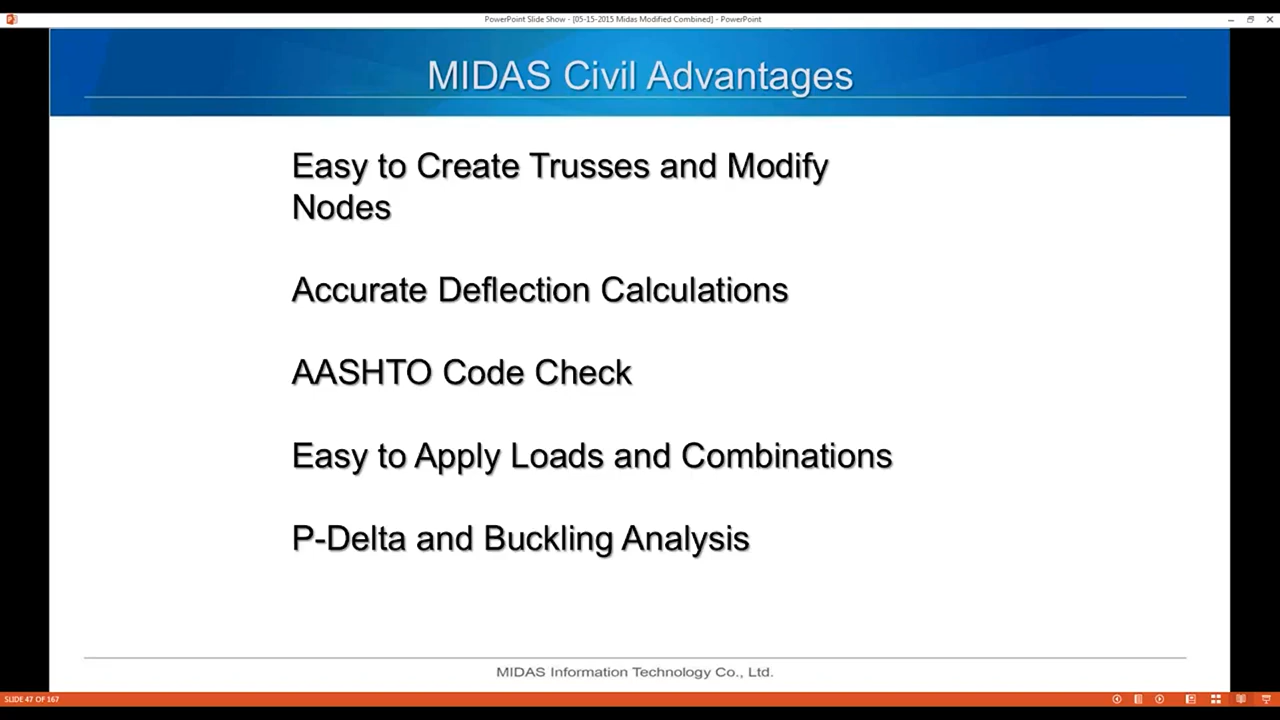 PowerPoint Slide Show - [05-15-2015 Midas Modified Combined] - PowerPoint
MIDAS Civil Advantages
Easy to Create Trusses and Modify
Nodes
Accurate Deflection Calculations
AASHTO Code Check
Easy to Apply Loads and Combinations
P-Delta and Buckling Analysis
MIDAS Information Technology Co., Ltd.
SLIDE 47 OF 167